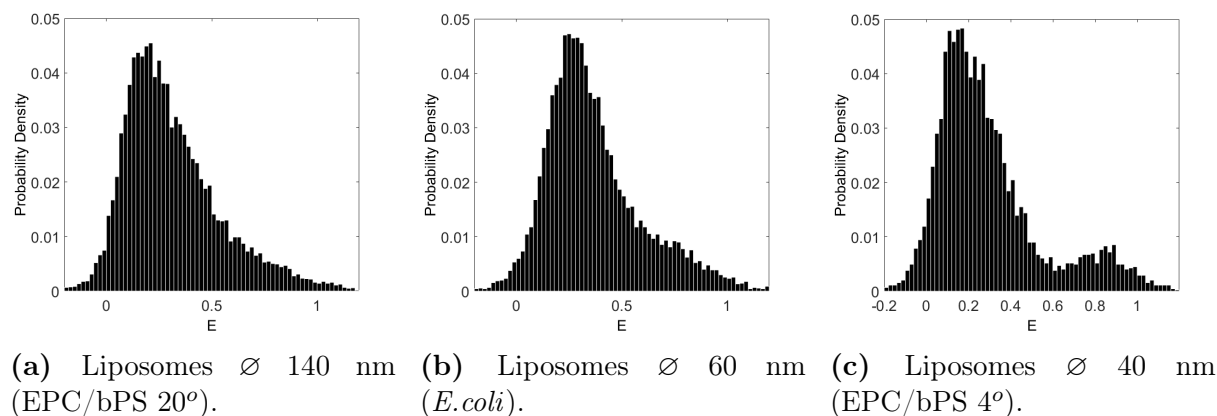 0.05
0.04
0.03
0.02
0.01
0
Probability Density
0 0.5 1
E
0.05
0.04
0.03
0.02
0.01
0
Probability Density
0 0.5 1
E
0.05
0.04
0.03
0.02
0.01
0
Probability Density
-0.2 0 0.2 0.4 0.6 0.8 1
E
(a) Liposomes ∅ 140 nm
(EPC/bPS 20º).
(b) Liposomes ∅ 60 nm
(E.coli).
(c) Liposomes ∅ 40 nm
(EPC/bPS 4º).